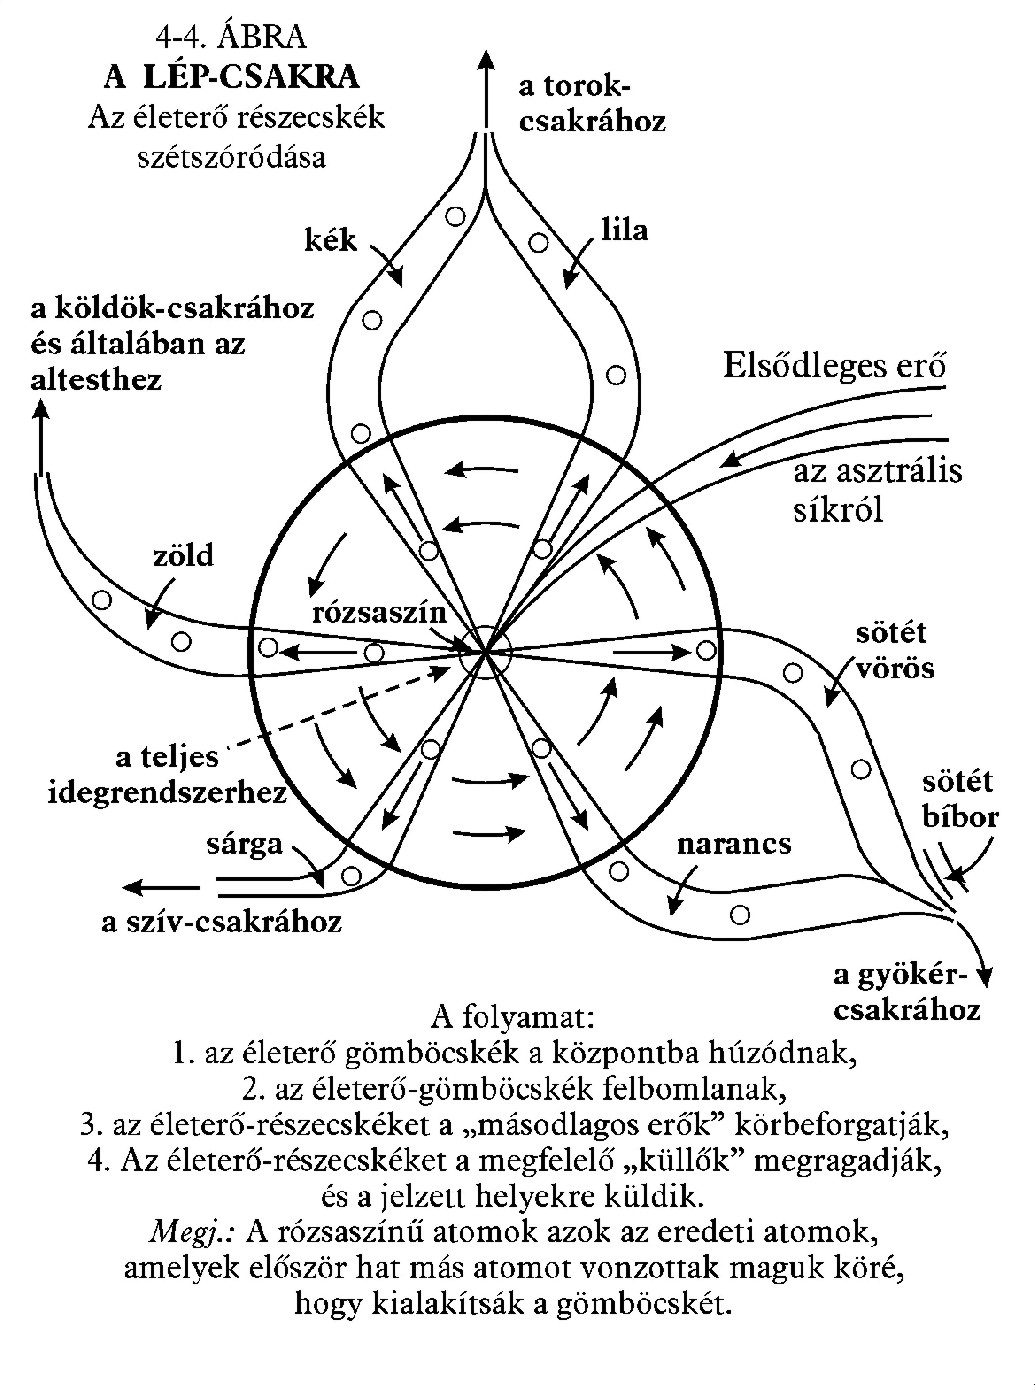 4-4. ÁBRA
A LÉP-CSAKRA
Az életerő részecskék
szétszóródása
a torok-
csakrához
kék
lila
a köldök-csakrához
és általában az
altesthez
Elsődleges erő
az asztrális
síkról
zöld
rózsaszín
sötét
vörös
a teljes
idegrendszerhez
sötét
bíbor
sárga
narancs
a szív-csakrához
a gyökér-
csakrához
A folyamat:
1. az életerő gömböcskék a központba húzódnak,
2. az életerő-gömböcskék felbomlanak,
3. az életerő-részecskéket a „másodlagos erők” körbeforgatják,
4. Az életerő-részecskéket a megfelelő „küllők” megragadják,
és a jelzett helyekre küldik.
Megj.: A rózsaszínű atomok azok az eredeti atomok,
amelyek először hat más atomot vonzottak maguk köré,
hogy kialakítsák a gömböcskét.